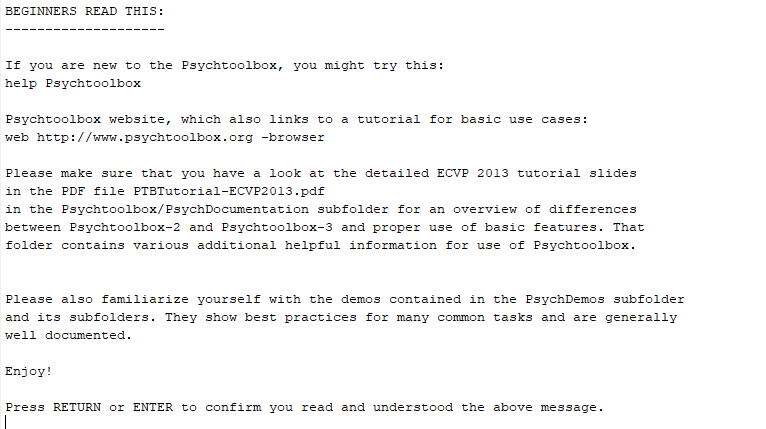 BEGINNERS READ THIS:
--------------------
If you are new to the Psychtoolbox, you might try this:
help Psychtoolbox
Psychtoolbox website, which also links to a tutorial for basic use cases:
web http://www.psychtoolbox.org -browser
Please make sure that you have a look at the detailed ECVP 2013 tutorial slides
in the PDF file PTBTutorial-ECVP2013.pdf
in the Psychtoolbox/PsychDocumentation subfolder for an overview of differences
between Psychtoolbox-2 and Psychtoolbox-3 and proper use of basic features. That
folder contains various additional helpful information for use of Psychtoolbox.
Please also familiarize yourself with the demos contained in the PsychDemos subfolder
and its subfolders. They show best practices for many common tasks and are generally
well documented.
Enjoy!
Press RETURN or ENTER to confirm you read and understood the above message.